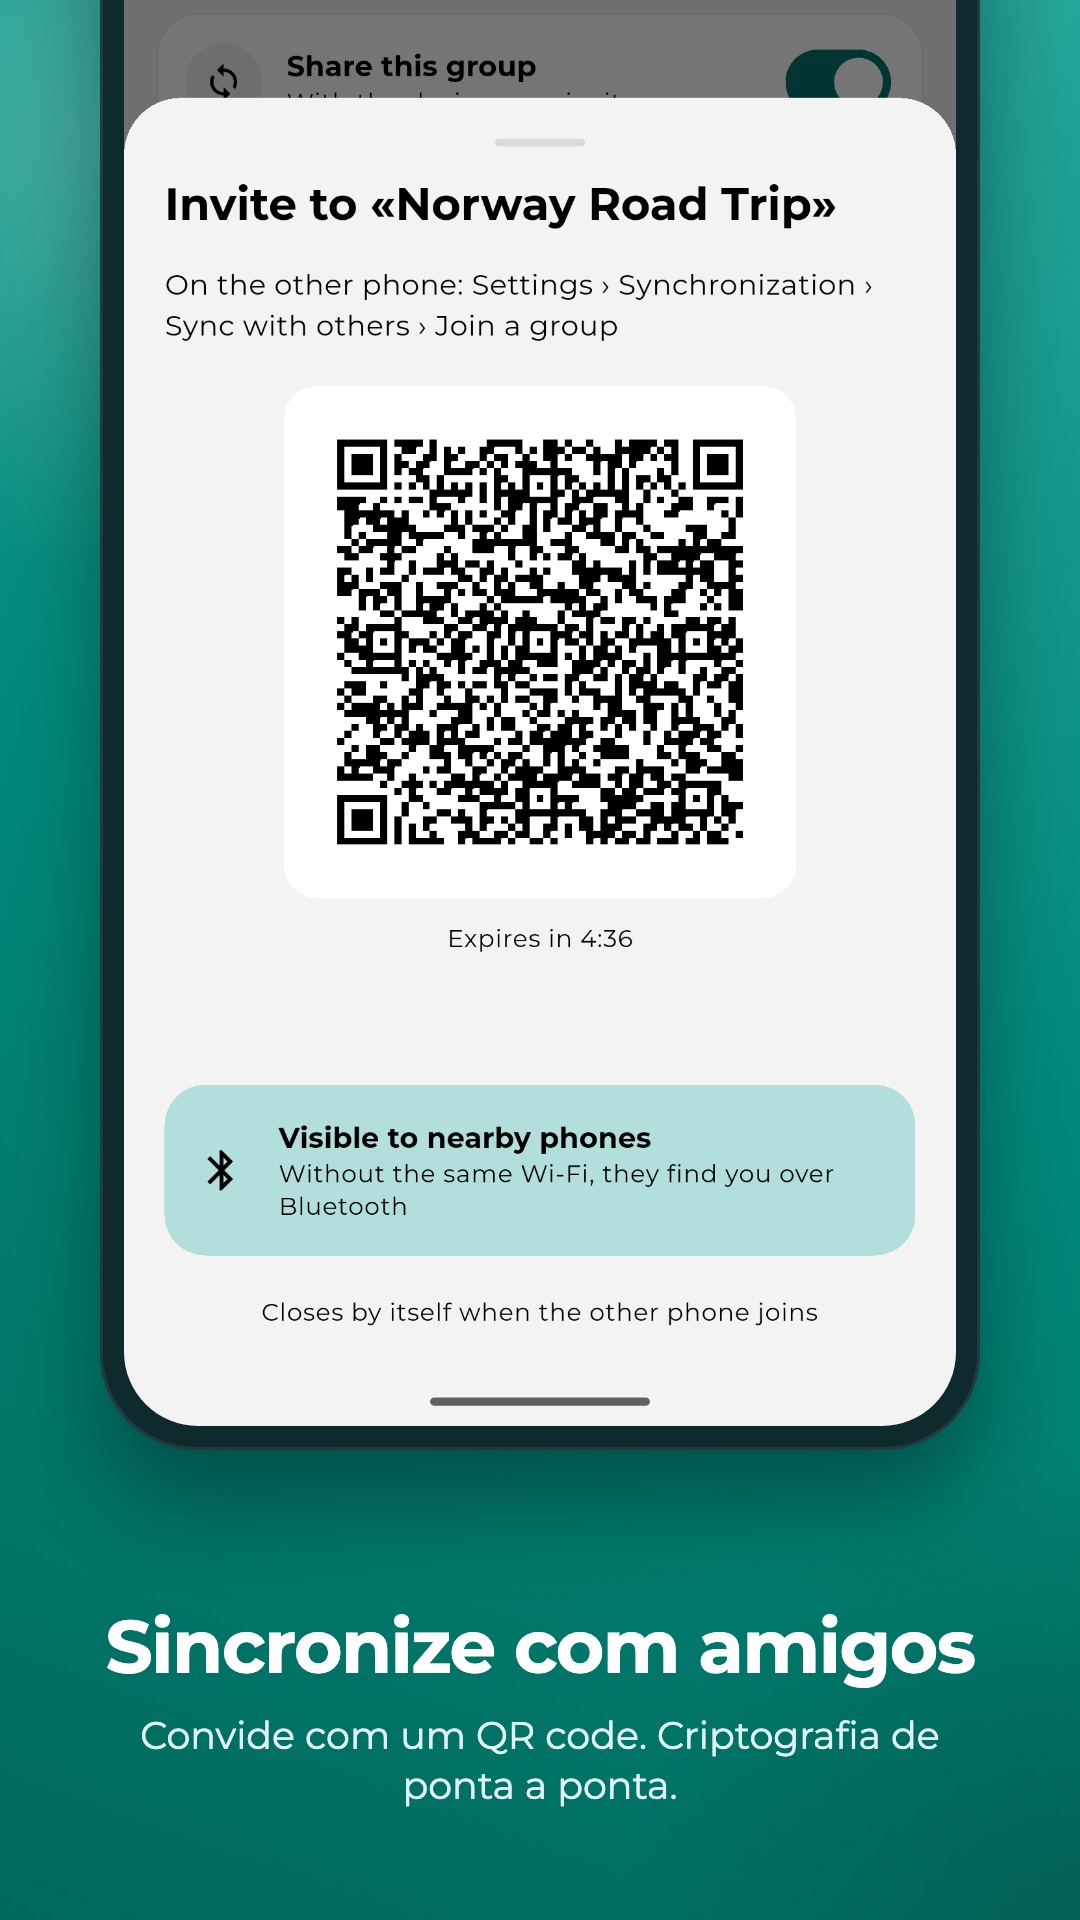 Share this group
Invite to «Norway Road Trip»
On the other phone: Settings › Synchronization ›
Sync with others › Join a group
Expires in 4:36
Visible to nearby phones
Without the same Wi-Fi, they find you over
Bluetooth
Closes by itself when the other phone joins
Sincronize com amigos
Convide com um QR code. Criptografia de
ponta a ponta.